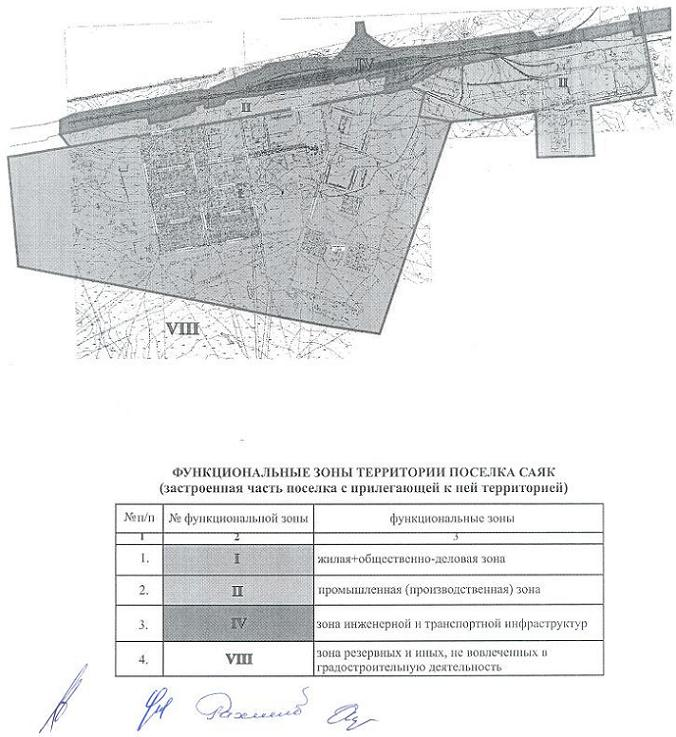 IV
II
II
VIII
ФУНКЦИОНАЛЬНЫЕ ЗОНЫ ТЕРРИТОРИИ ПОСЕЛКА САЯК
(застроенная часть поселка с прилегающей к ней территорией)
№п/п № функциональной зоны функциональные зоны
1 2 3
1. I жилая+общественно-деловая зона
2. II промышленная (производственная) зона
3. IV зона инженерной и транспортной инфраструктур
4. VIII зона резервных и иных, не вовлеченных в
градостроительную деятельность